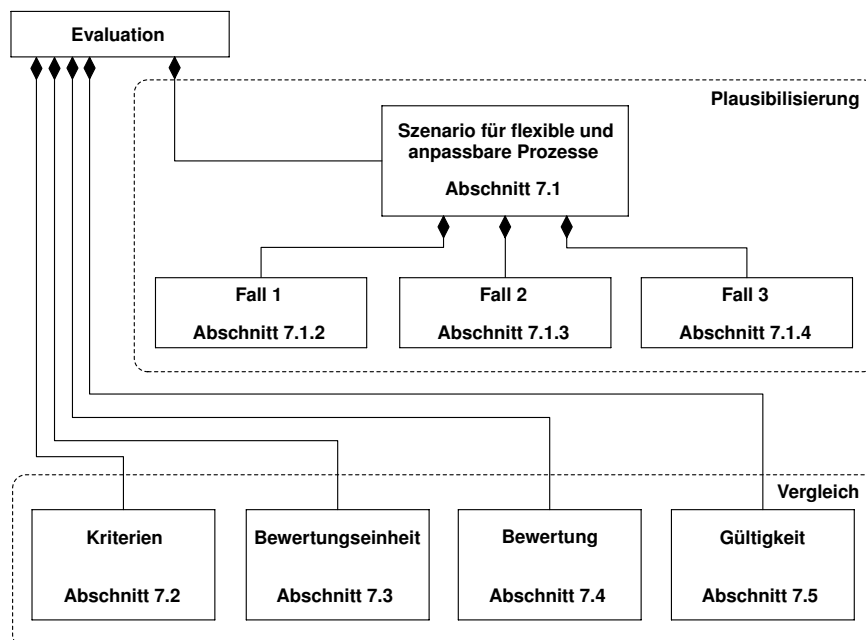 Evaluation
Plausibilisierung
Szenario für flexible und
anpassbare Prozesse
Abschnitt 7.1
Fall 1
Abschnitt 7.1.2
Fall 2
Abschnitt 7.1.3
Fall 3
Abschnitt 7.1.4
Vergleich
Kriterien
Abschnitt 7.2
Bewertungseinheit
Abschnitt 7.3
Bewertung
Abschnitt 7.4
Gültigkeit
Abschnitt 7.5